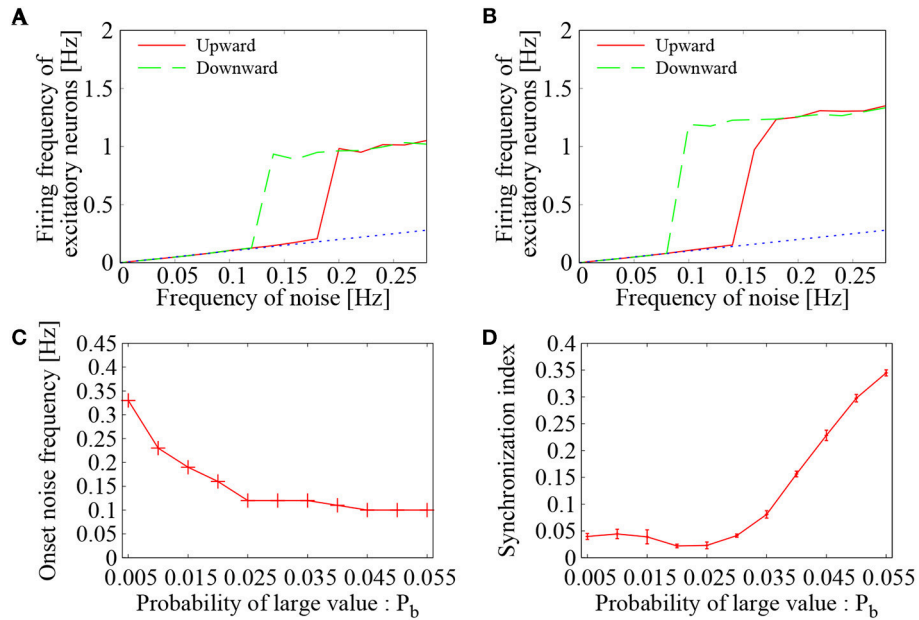 A
2
1.5
1
0.5
0
Firing frequency of
excitatory neurons [Hz]
Upward
Downward
0 0.05 0.1 0.15 0.2 0.25
Frequency of noise [Hz]
B
2
1.5
1
0.5
0
Firing frequency of
excitatory neurons [Hz]
Upward
Downward
0 0.05 0.1 0.15 0.2 0.25
Frequency of noise [Hz]
C
0.45
0.4
0.35
0.3
0.25
0.2
0.15
0.1
0.05
0
Onset noise frequency [Hz]
0.005 0.015 0.025 0.035 0.045 0.055
Probability of large value : Pb
D
0.4
0.35
0.3
0.25
0.2
0.15
0.1
0.05
0
Synchronization index
0.005 0.015 0.025 0.035 0.045 0.055
Probability of large value : Pb